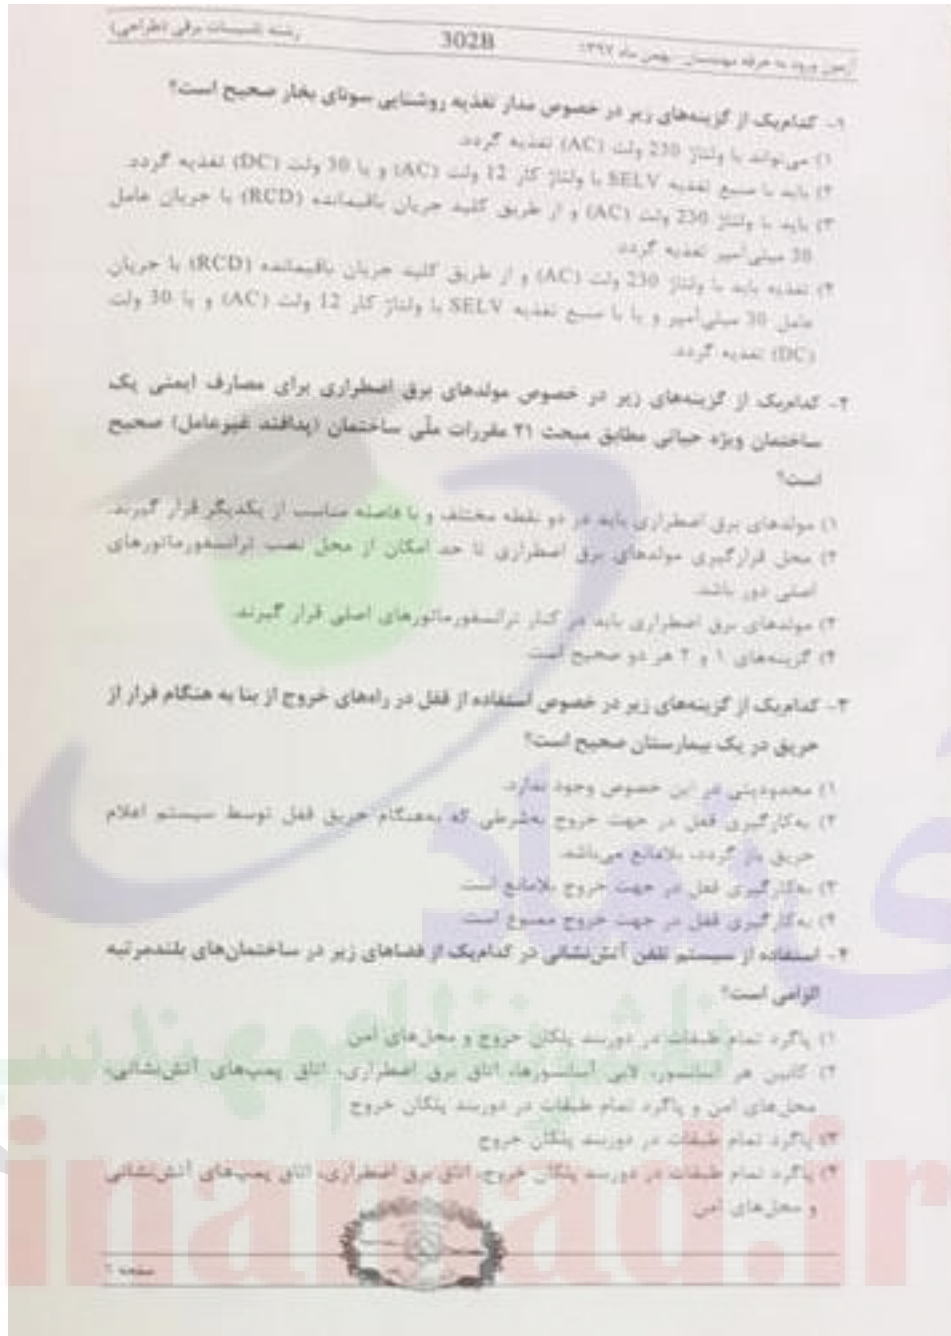 رشته تاسیسات برقی (طراحی)
302B
آزمون ورود به حرفه مهندسان - بهمن ماه ۱۳۹۷
۱- کدامیک از گزینه‌های زیر در خصوص مدار تغذیه روشنایی سونای بخار صحیح است؟
۱) می‌تواند با ولتاژ 230 ولت (AC) تغذیه گردد.
۲) باید با منبع تغذیه SELV با ولتاژ کار 12 ولت (AC) و یا 30 ولت (DC) تغذیه گردد.
۳) باید با ولتاژ 230 ولت (AC) و از طریق کلید جریان باقیمانده (RCD) با جریان عامل
30 میلی‌آمپر تغذیه گردد.
۴) تغذیه باید با ولتاژ 230 ولت (AC) و از طریق کلید جریان باقیمانده (RCD) با جریان
عامل 30 میلی‌آمپر و یا با منبع تغذیه SELV با ولتاژ کار 12 ولت (AC) و یا 30 ولت
(DC) تغذیه گردد.
۲- کدامیک از گزینه‌های زیر در خصوص مولدهای برق اضطراری برای مصارف ایمنی یک
ساختمان ویژه حیاتی مطابق مبحث ۲۱ مقررات ملّی ساختمان (پدافند غیرعامل) صحیح
است؟
۱) مولدهای برق اضطراری باید در دو نقطه مختلف و با فاصله مناسب از یکدیگر قرار گیرند.
۲) محل قرارگیری مولدهای برق اضطراری تا حد امکان از محل نصب ترانسفورماتورهای
اصلی دور باشد.
۳) مولدهای برق اضطراری باید در کنار ترانسفورماتورهای اصلی قرار گیرند.
۴) گزینه‌های ۱ و ۲ هر دو صحیح است.
۳- کدامیک از گزینه‌های زیر در خصوص استفاده از قفل در راه‌های خروج از بنا به هنگام فرار از
حریق در یک بیمارستان صحیح است؟
۱) محدودیتی در این خصوص وجود ندارد.
۲) به‌کارگیری قفل در جهت خروج به‌شرطی که به‌هنگام حریق قفل توسط سیستم اعلام
حریق باز گردد، بلامانع می‌باشد.
۳) به‌کارگیری قفل در جهت خروج بلامانع است.
۴) به‌کارگیری قفل در جهت خروج ممنوع است.
۴- استفاده از سیستم تلفن آتش‌نشانی در کدامیک از فضاهای زیر در ساختمان‌های بلندمرتبه
الزامی است؟
۱) پاگرد تمام طبقات در دوربند پلکان خروج و محل‌های امن
۲) کابین هر آسانسور، لابی آسانسورها، اتاق برق اضطراری، اتاق پمپ‌های آتش‌نشانی،
محل‌های امن و پاگرد تمام طبقات در دوربند پلکان خروج
۳) پاگرد تمام طبقات در دوربند پلکان خروج
۴) پاگرد تمام طبقات در دوربند پلکان خروج، اتاق برق اضطراری، اتاق پمپ‌های آتش‌نشانی
و محل‌های امن
صفحه ۱